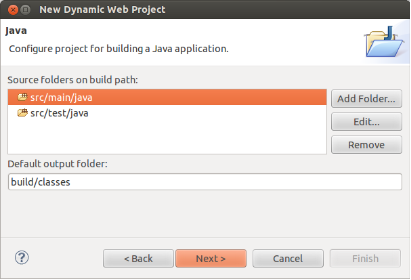 New Dynamic Web Project
Java
Configure project for building a Java application.
Source folders on build path:
src/main/java
src/test/java
Add Folder...
Edit...
Remove
Default output folder:
build/classes
? < Back Next > Cancel Finish